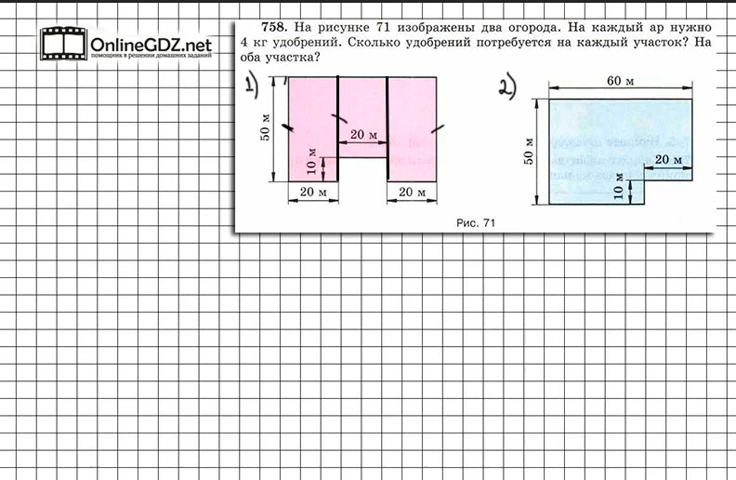 OnlineGDZ.net
помощник в решении домашних заданий
758. На рисунке 71 изображены два огорода. На каждый ар нужно
4 кг удобрений. Сколько удобрений потребуется на каждый участок? На
оба участка?
1)
50 м
20 м
10 м
20 м
20 м
2)
60 м
50 м
20 м
10 м
Рис. 71